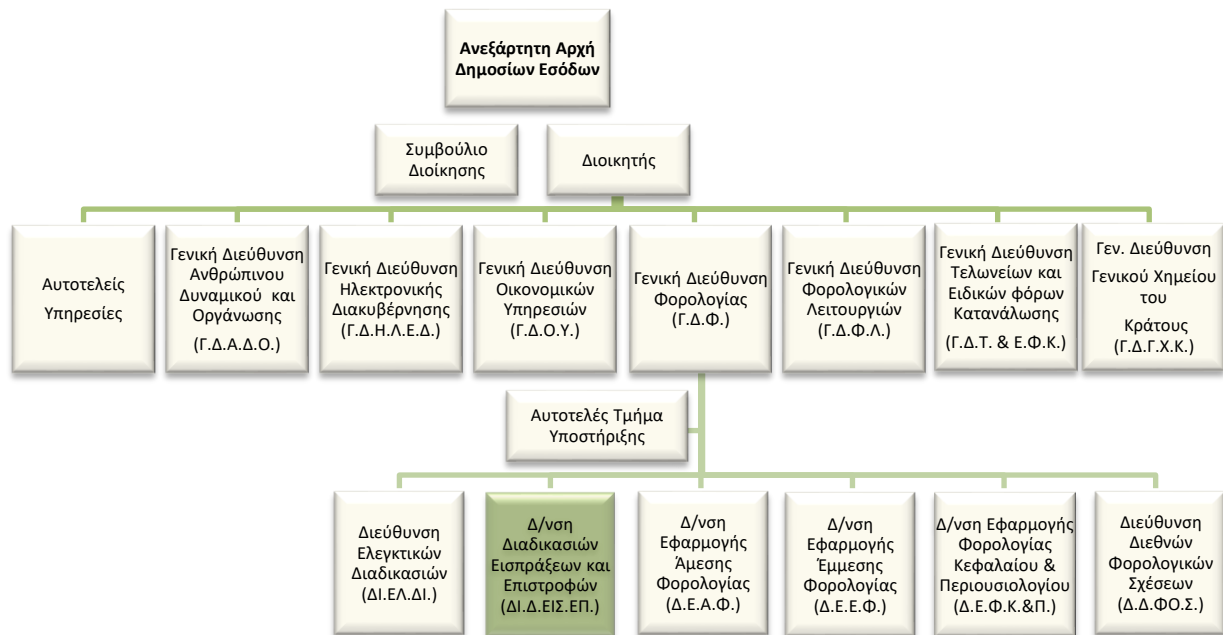 Ανεξάρτητη Αρχή
Δημοσίων Εσόδων
Συμβούλιο
Διοίκησης
Διοικητής
Αυτοτελείς
Υπηρεσίες
Γενική Διεύθυνση
Ανθρώπινου
Δυναμικού και
Οργάνωσης
(Γ.Δ.Α.Δ.Ο.)
Γενική Διεύθυνση
Ηλεκτρονικής
Διακυβέρνησης
(Γ.Δ.Η.Λ.Ε.Δ.)
Γενική Διεύθυνση
Οικονομικών
Υπηρεσιών
(Γ.Δ.Ο.Υ.)
Γενική Διεύθυνση
Φορολογίας
(Γ.Δ.Φ.)
Γενική Διεύθυνση
Φορολογικών
Λειτουργιών
(Γ.Δ.Φ.Λ.)
Γενική Διεύθυνση
Τελωνείων και
Ειδικών φόρων
Κατανάλωσης
(Γ.Δ.Τ. & Ε.Φ.Κ.)
Γεν. Διεύθυνση
Γενικού Χημείου
του
Κράτους
(Γ.Δ.Γ.Χ.Κ.)
Αυτοτελές Τμήμα
Υποστήριξης
Διεύθυνση
Ελεγκτικών
Διαδικασιών
(ΔΙ.ΕΛ.ΔΙ.)
Δ/νση
Διαδικασιών
Εισπράξεων και
Επιστροφών
(ΔΙ.Δ.ΕΙΣ.ΕΠ.)
Δ/νση
Εφαρμογής
Άμεσης
Φορολογίας
(Δ.Ε.Α.Φ.)
Δ/νση
Εφαρμογής
Έμμεσης
Φορολογίας
(Δ.Ε.Ε.Φ.)
Δ/νση Εφαρμογής
Φορολογίας
Κεφαλαίου &
Περιουσιολογίου
(Δ.Ε.Φ.Κ.&Π.)
Διεύθυνση
Διεθνών
Φορολογικών
Σχέσεων
(Δ.Δ.ΦΟ.Σ.)